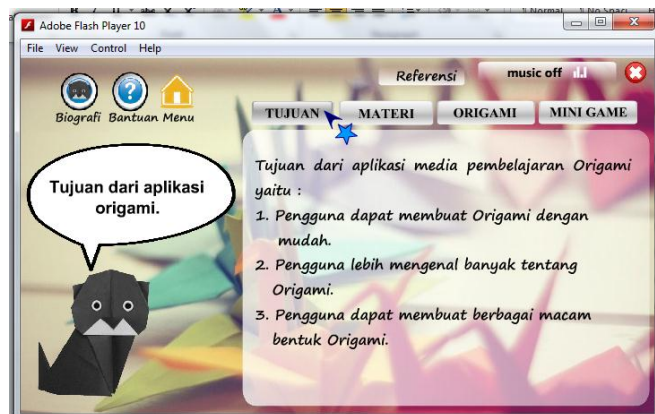 Adobe Flash Player 10
File View Control Help
Referensi
music off
Biografi Bantuan Menu
TUJUAN MATERI ORIGAMI MINI GAME
Tujuan dari aplikasi
origami.
Tujuan dari aplikasi media pembelajaran Origami
yaitu :
1. Pengguna dapat membuat Origami dengan
mudah.
2. Pengguna lebih mengenal banyak tentang
Origami.
3. Pengguna dapat membuat berbagai macam
bentuk Origami.